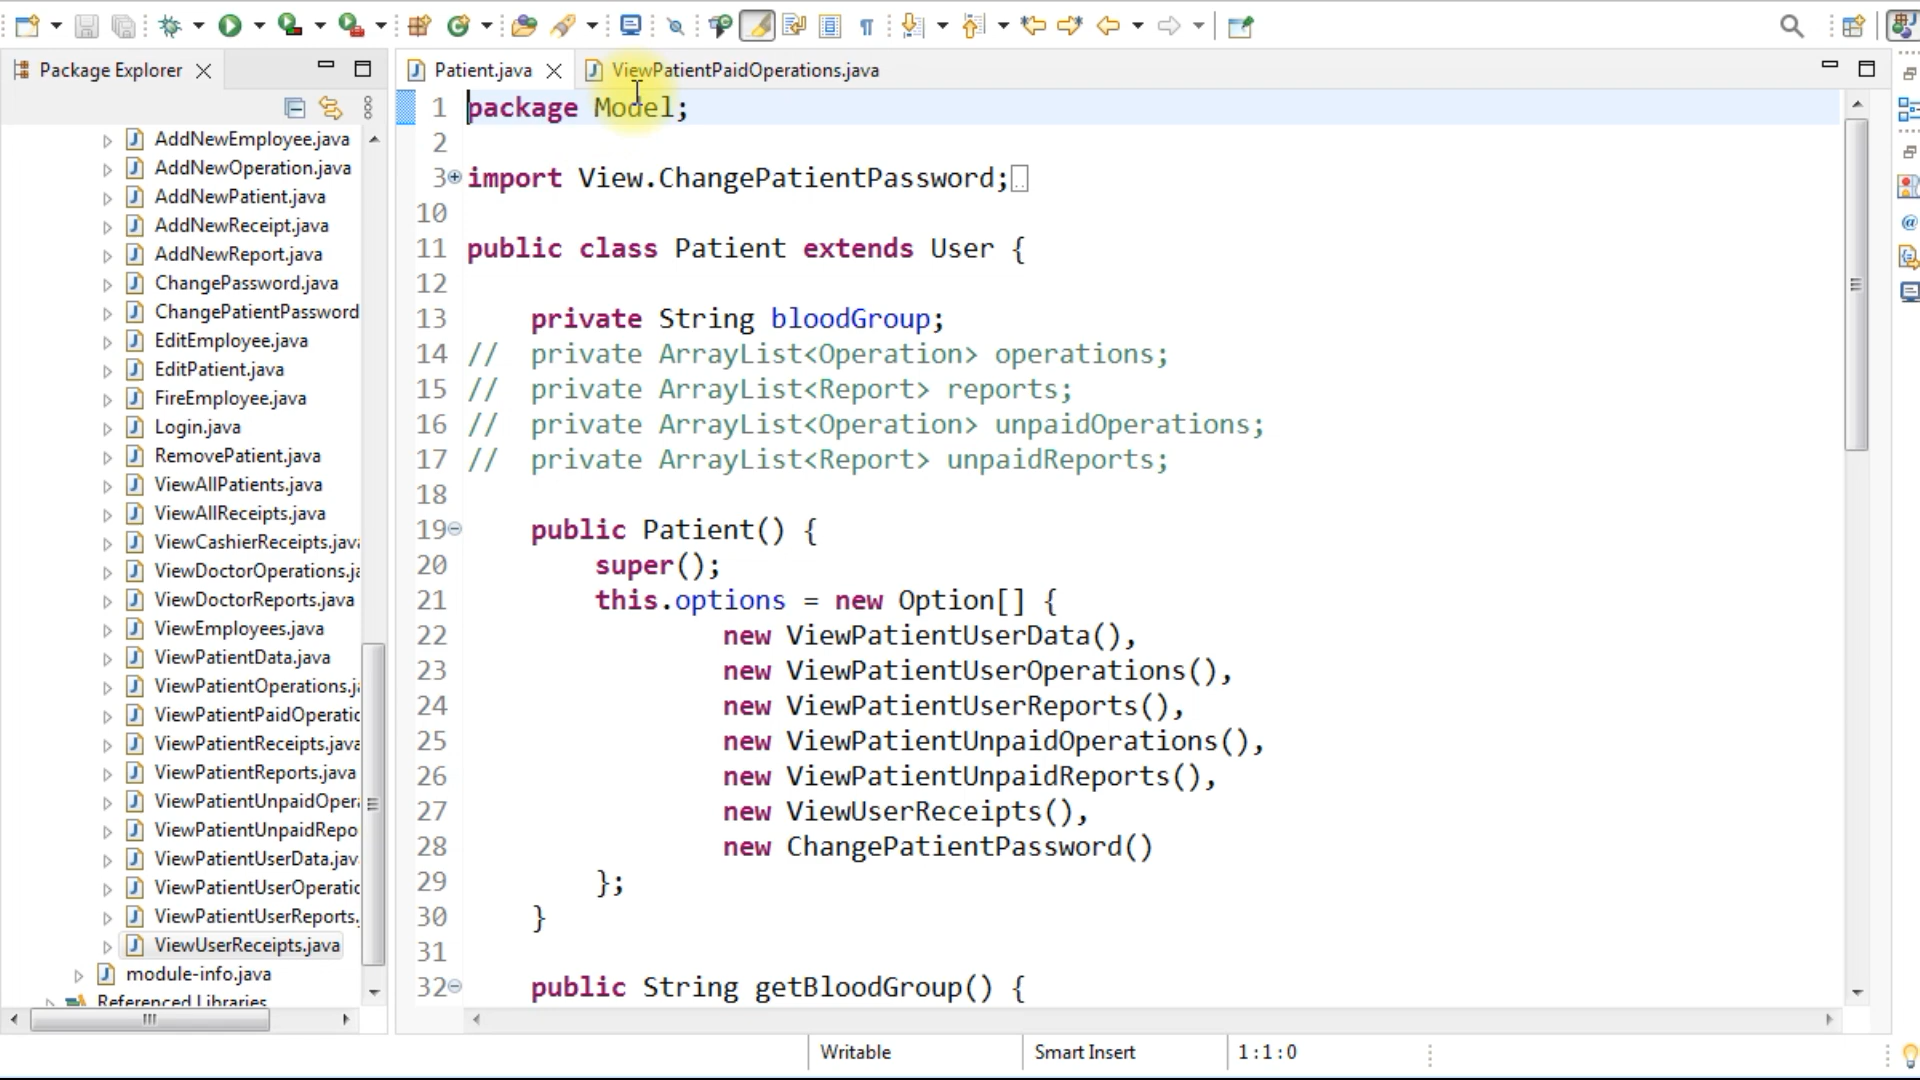 Package Explorer
AddNewEmployee.java
AddNewOperation.java
AddNewPatient.java
AddNewReceipt.java
AddNewReport.java
ChangePassword.java
ChangePatientPassword
EditEmployee.java
EditPatient.java
FireEmployee.java
Login.java
RemovePatient.java
ViewAllPatients.java
ViewAllReceipts.java
ViewCashierReceipts.java
ViewDoctorOperations.ja
ViewDoctorReports.java
ViewEmployees.java
ViewPatientData.java
ViewPatientOperations.j
ViewPatientPaidOperatic
ViewPatientReceipts.java
ViewPatientReports.java
ViewPatientUnpaidOper
ViewPatientUnpaidRepo
ViewPatientUserData.jav
ViewPatientUserOperatic
ViewPatientUserReports.
ViewUserReceipts.java
module-info.java
Referenced Libraries
Patient.java ViewPatientPaidOperations.java
1 package Model;
2
3 import View.ChangePatientPassword;
10
11 public class Patient extends User {
12
13 private String bloodGroup;
14 // private ArrayList<Operation> operations;
15 // private ArrayList<Report> reports;
16 // private ArrayList<Operation> unpaidOperations;
17 // private ArrayList<Report> unpaidReports;
18
19 public Patient() {
20 super();
21 this.options = new Option[] {
22 new ViewPatientUserData(),
23 new ViewPatientUserOperations(),
24 new ViewPatientUserReports(),
25 new ViewPatientUnpaidOperations(),
26 new ViewPatientUnpaidReports(),
27 new ViewUserReceipts(),
28 new ChangePatientPassword()
29 };
30 }
31
32 public String getBloodGroup() {
Writable Smart Insert 1:1:0